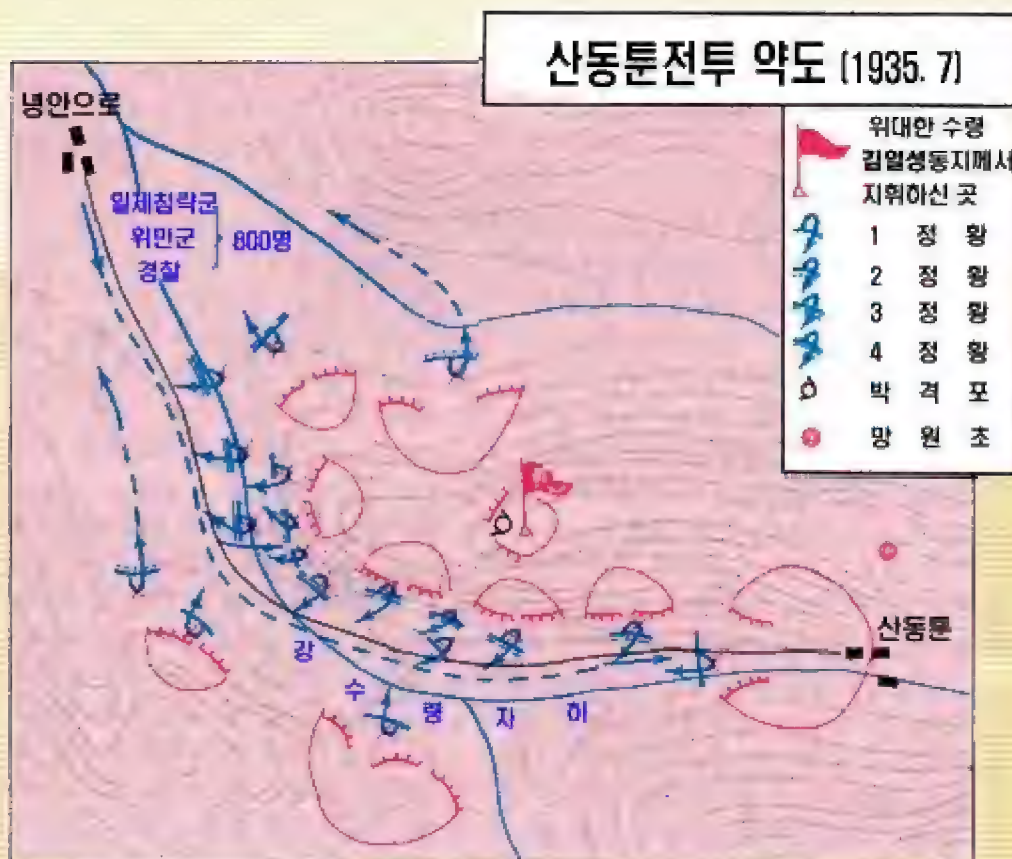 산동툰전투 약도 (1935. 7)
위대한 수령
김일성동지께서
지휘하신 곳
1 정 황
2 정 황
3 정 황
4 정 황
박 격 포
망 원 초
녕안으로
일제침략군
위만군
경찰
800명
산동툰
강
수
자